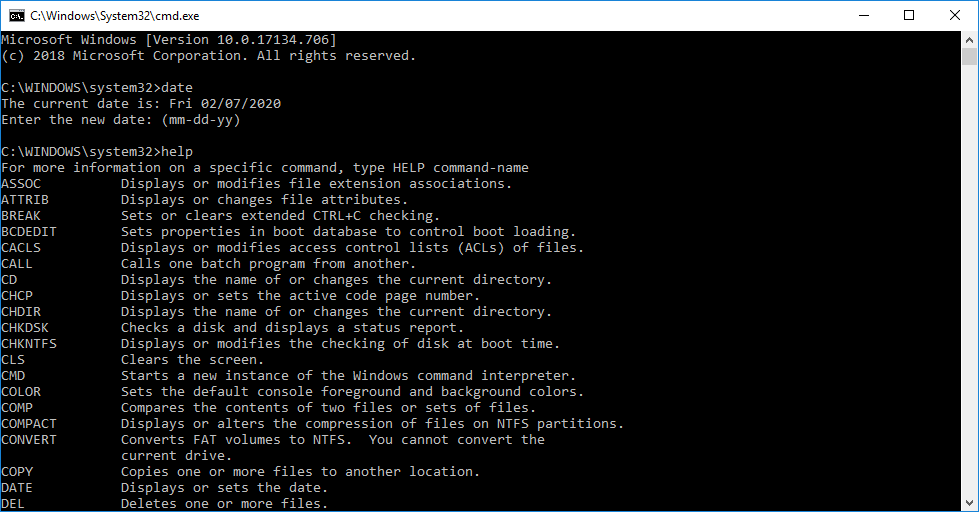 C:\Windows\System32\cmd.exe
Microsoft Windows [Version 10.0.17134.706]
(c) 2018 Microsoft Corporation. All rights reserved.
C:\WINDOWS\system32>date
The current date is: Fri 02/07/2020
Enter the new date: (mm-dd-yy)
C:\WINDOWS\system32>help
For more information on a specific command, type HELP command-name
ASSOC          Displays or modifies file extension associations.
ATTRIB         Displays or changes file attributes.
BREAK          Sets or clears extended CTRL+C checking.
BCDEDIT        Sets properties in boot database to control boot loading.
CACLS          Displays or modifies access control lists (ACLs) of files.
CALL           Calls one batch program from another.
CD             Displays the name of or changes the current directory.
CHCP           Displays or sets the active code page number.
CHDIR          Displays the name of or changes the current directory.
CHKDSK         Checks a disk and displays a status report.
CHKNTFS        Displays or modifies the checking of disk at boot time.
CLS            Clears the screen.
CMD            Starts a new instance of the Windows command interpreter.
COLOR          Sets the default console foreground and background colors.
COMP           Compares the contents of two files or sets of files.
COMPACT        Displays or alters the compression of files on NTFS partitions.
CONVERT        Converts FAT volumes to NTFS.  You cannot convert the
               current drive.
COPY           Copies one or more files to another location.
DATE           Displays or sets the date.
DEL            Deletes one or more files.